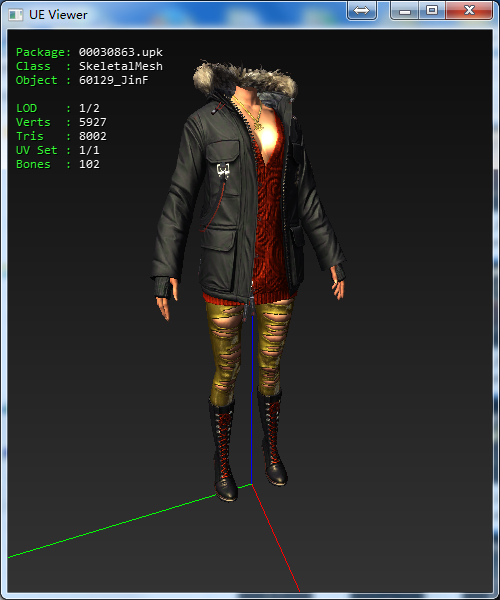 UE Viewer
Package: 00030863.upk
Class : SkeletalMesh
Object : 60129_JinF
LOD : 1/2
Verts : 5927
Tris : 8002
UV Set : 1/1
Bones : 102